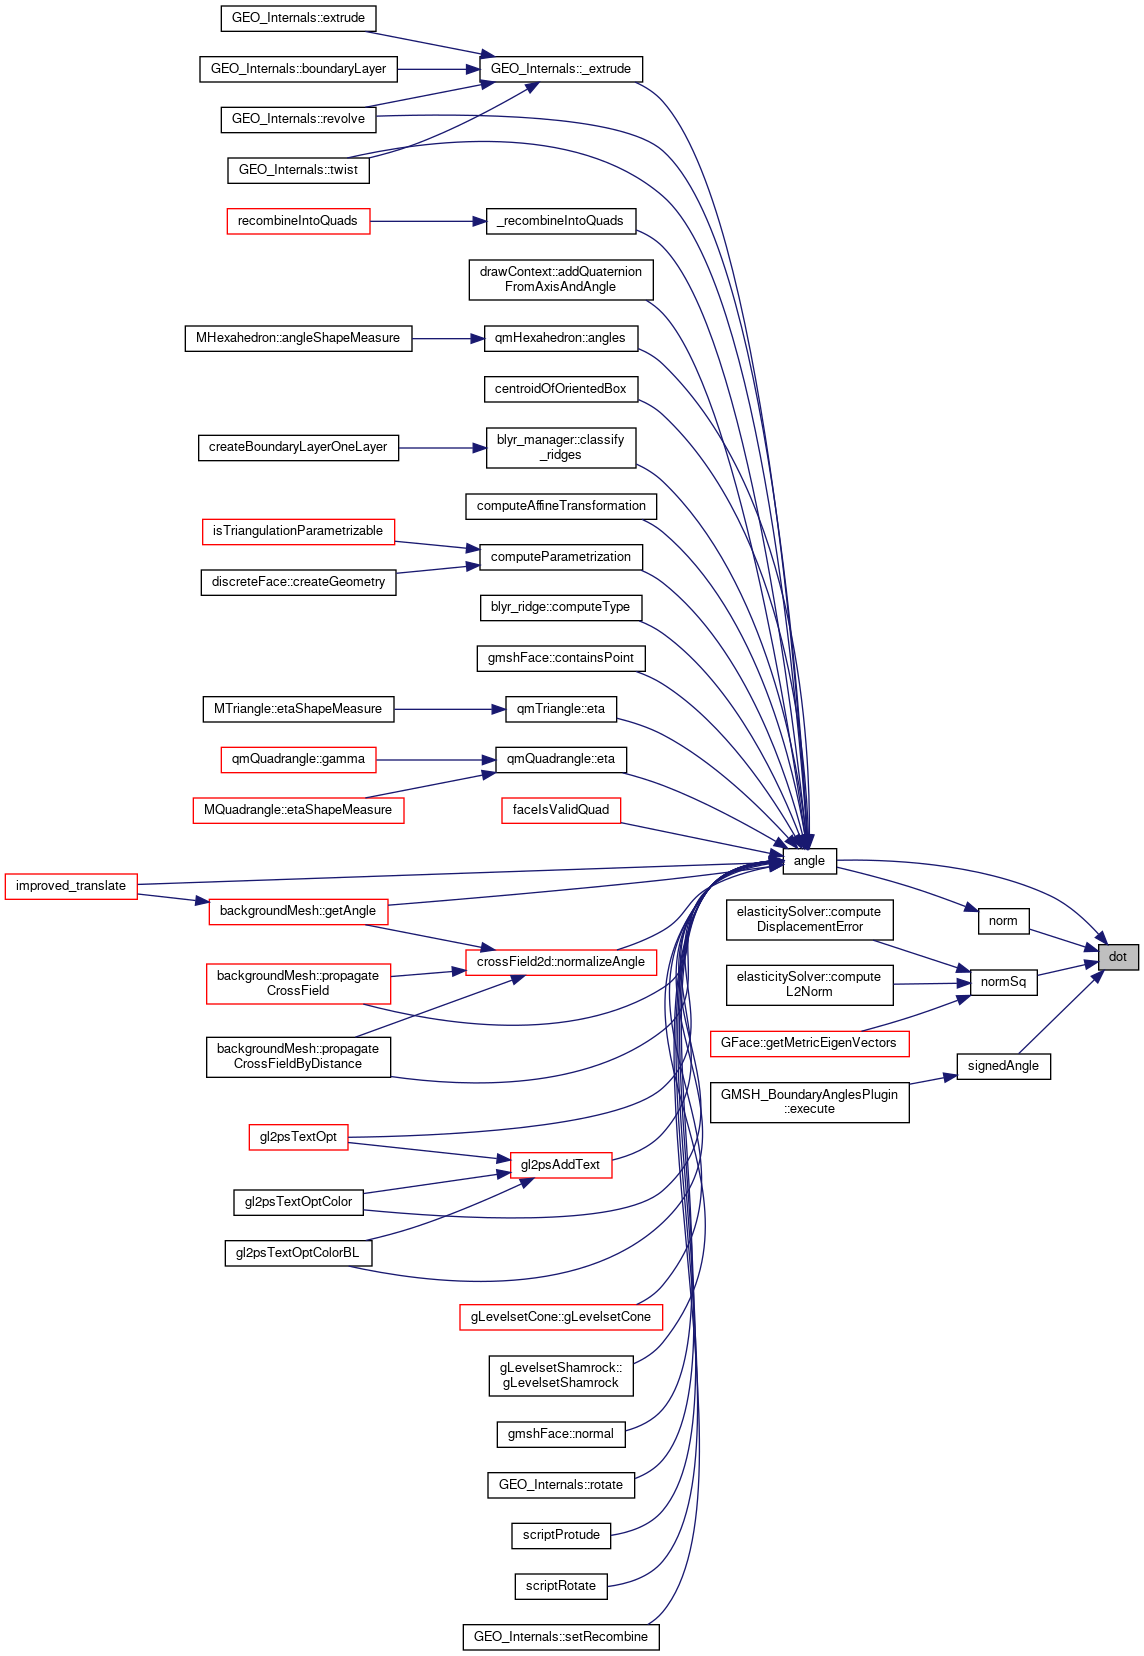 GEO_Internals::extrude
GEO_Internals::boundaryLayer
GEO_Internals::_extrude
GEO_Internals::revolve
GEO_Internals::twist
recombineIntoQuads
_recombineIntoQuads
drawContext::addQuaternion
FromAxisAndAngle
MHexahedron::angleShapeMeasure
qmHexahedron::angles
centroidOfOrientedBox
createBoundaryLayerOneLayer
blyr_manager::classify
_ridges
computeAffineTransformation
isTriangulationParametrizable
computeParametrization
discreteFace::createGeometry
blyr_ridge::computeType
gmshFace::containsPoint
MTriangle::etaShapeMeasure
qmTriangle::eta
qmQuadrangle::gamma
qmQuadrangle::eta
MQuadrangle::etaShapeMeasure
faceIsValidQuad
angle
improved_translate
backgroundMesh::getAngle
elasticitySolver::compute
DisplacementError
norm
dot
crossField2d::normalizeAngle
backgroundMesh::propagate
CrossField
elasticitySolver::compute
L2Norm
normSq
backgroundMesh::propagate
CrossFieldByDistance
GFace::getMetricEigenVectors
signedAngle
GMSH_BoundaryAnglesPlugin
::execute
gl2psTextOpt
gl2psAddText
gl2psTextOptColor
gl2psTextOptColorBL
gLevelsetCone::gLevelsetCone
gLevelsetShamrock::
gLevelsetShamrock
gmshFace::normal
GEO_Internals::rotate
scriptProtude
scriptRotate
GEO_Internals::setRecombine